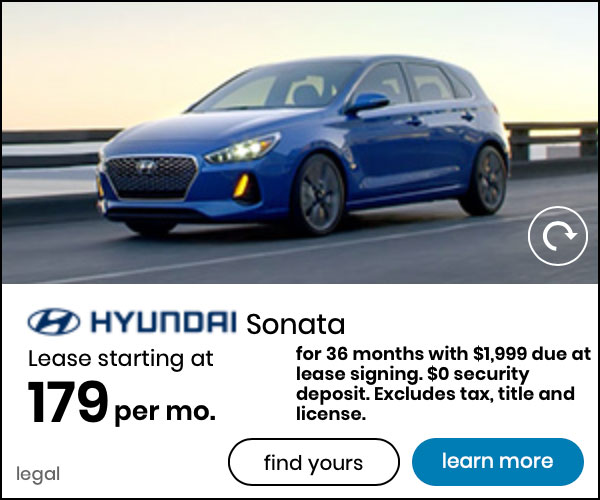 HYUNDAI Sonata
Lease starting at
179 per mo.
for 36 months with $1,999 due at
lease signing. $0 security
deposit. Excludes tax, title and
license.
find yours
learn more
legal